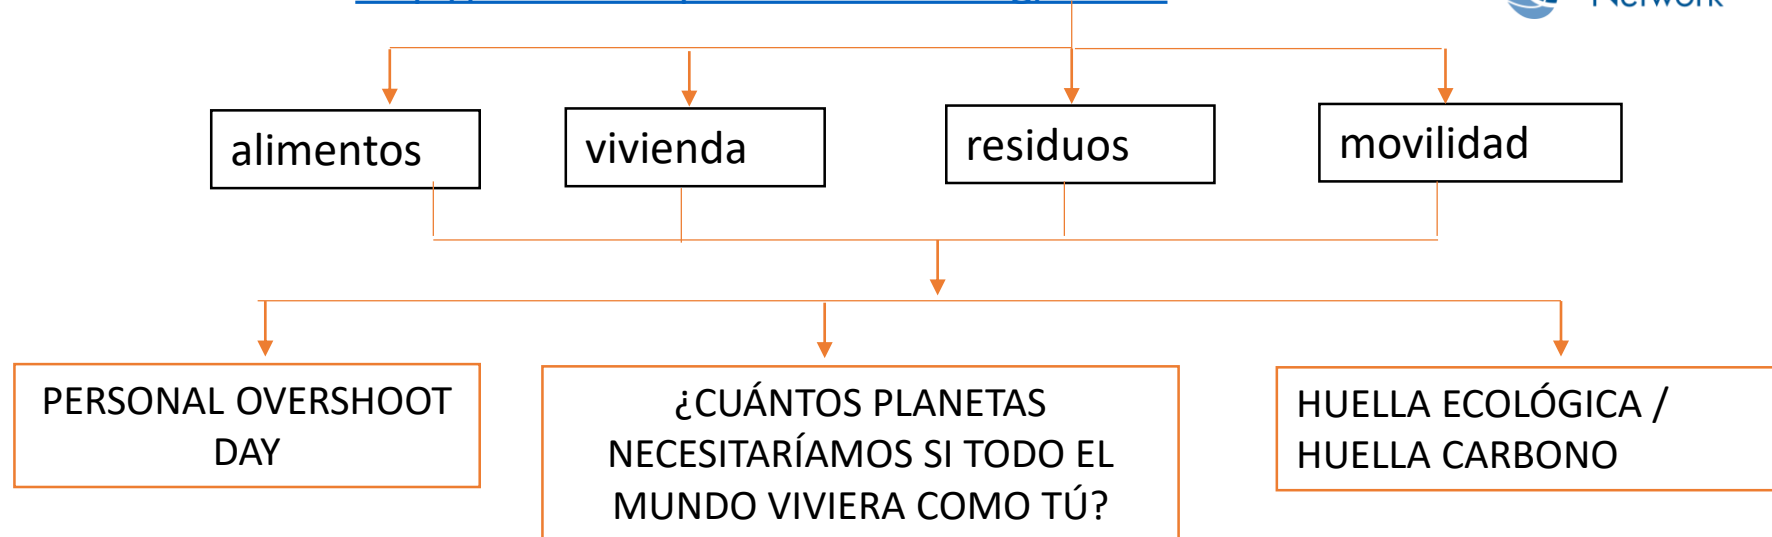 Network
alimentos
vivienda
residuos
movilidad
PERSONAL OVERSHOOT
DAY
¿CUÁNTOS PLANETAS
NECESITARÍAMOS SI TODO EL
MUNDO VIVIERA COMO TÚ?
HUELLA ECOLÓGICA /
HUELLA CARBONO